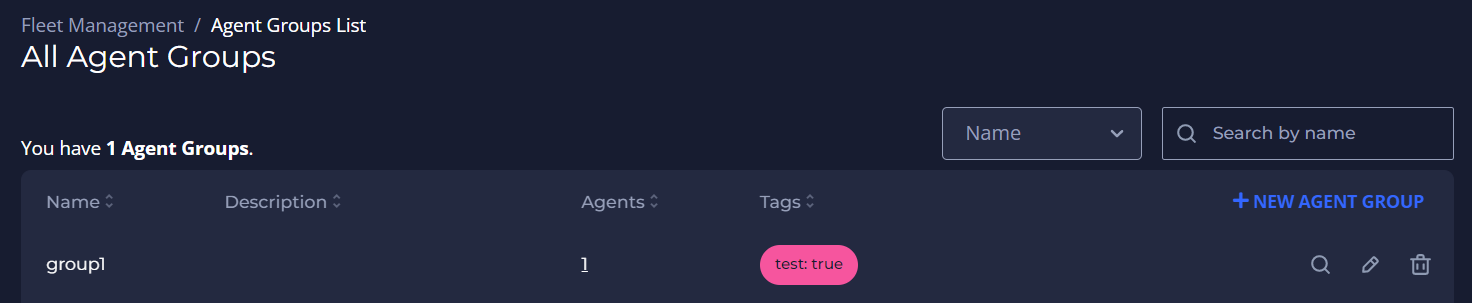 Fleet Management / Agent Groups List
All Agent Groups
Name
Search by name
You have 1 Agent Groups.
Name Description Agents Tags + NEW AGENT GROUP
group1 1 test: true